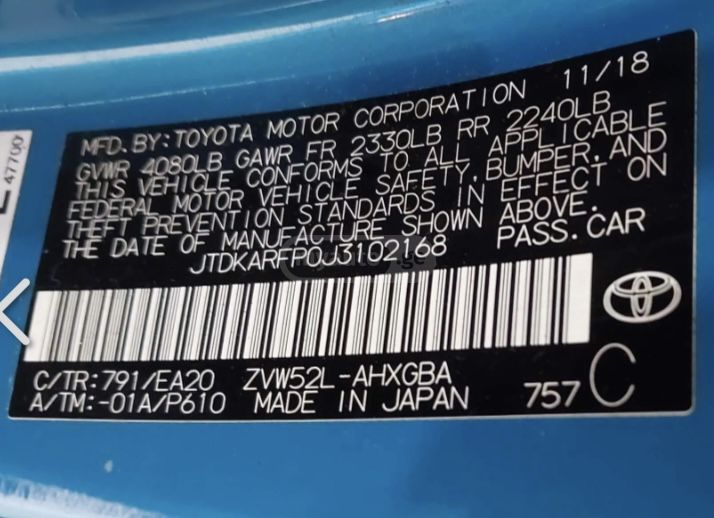 47700
MFD. BY: TOYOTA MOTOR CORPORATION 11/18
GVWR 4080LB GAWR FR 2330LB RR 2240LB
THIS VEHICLE CONFORMS TO ALL APPLICABLE
FEDERAL MOTOR VEHICLE SAFETY, BUMPER, AND
THEFT PREVENTION STANDARDS IN EFFECT ON
THE DATE OF MANUFACTURE SHOWN ABOVE.
JTDKARFP0J3102168 PASS. CAR
C/TR: 791/EA20 ZVW52L-AHXGBA
A/TM:-01A/P610 MADE IN JAPAN 757 C